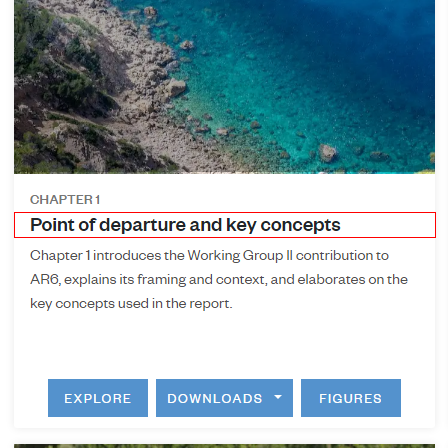 CHAPTER 1
Point of departure and key concepts
Chapter 1 introduces the Working Group II contribution to
AR6, explains its framing and context, and elaborates on the
key concepts used in the report.
EXPLORE
DOWNLOADS
FIGURES